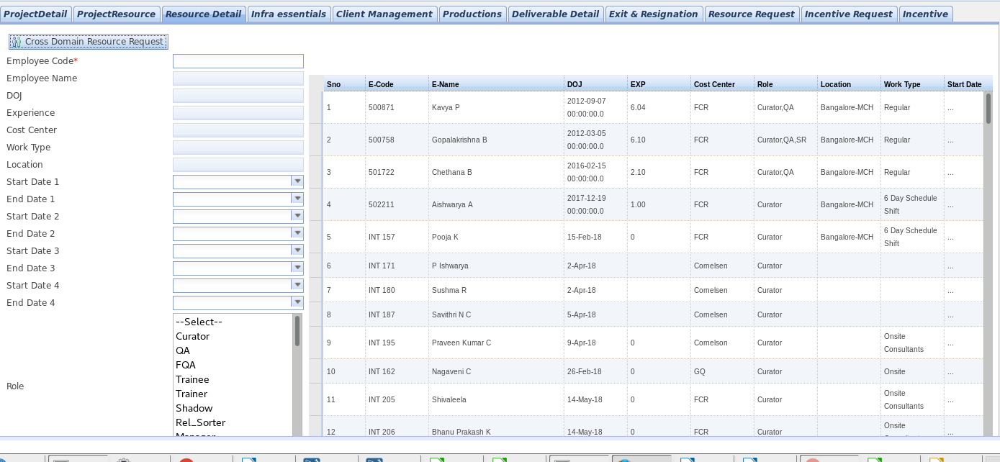 ProjectDetail ProjectResource Resource Detail Infra essentials Client Management Productions Deliverable Detail Exit & Resignation Resource Request Incentive Request Incentive
Cross Domain Resource Request
Employee Code*
Employee Name
DOJ
Experience
Cost Center
Work Type
Location
Start Date 1
End Date 1
Start Date 2
End Date 2
Start Date 3
End Date 3
Start Date 4
End Date 4
Role
--Select--
Curator
QA
FQA
Trainee
Trainer
Shadow
Rel_Sorter
Manager
Sno E-Code E-Name DOJ EXP Cost Center Role Location Work Type Start Date
1 500871 Kavya P 2012-09-07 00:00:00.0 6.04 FCR Curator,QA Bangalore-MCH Regular ...
2 500758 Gopalakrishna B 2012-03-05 00:00:00.0 6.10 FCR Curator,QA,SR Bangalore-MCH Regular ...
3 501722 Chethana B 2016-02-15 00:00:00.0 2.10 FCR Curator,QA Bangalore-MCH Regular ...
4 502211 Aishwarya A 2017-12-19 00:00:00.0 1.00 FCR Curator Bangalore-MCH 6 Day Schedule Shift ...
5 INT 157 Pooja K 15-Feb-18 0 FCR Curator Bangalore-MCH 6 Day Schedule Shift ...
6 INT 171 P Ishwarya 2-Apr-18 Cornelsen Curator ...
7 INT 180 Sushma R 2-Apr-18 Cornelsen Curator ...
8 INT 187 Savithri N C 5-Apr-18 Cornelsen Curator ...
9 INT 195 Praveen Kumar C 9-Apr-18 0 Cornelson Curator Onsite Consultants ...
10 INT 162 Nagaveni C 26-Feb-18 0 GQ Curator Onsite ...
11 INT 205 Shivaleela 14-May-18 0 FCR Curator Onsite Consultants ...
12 INT 206 Bhanu Prakash K 14-May-18 0 FCR Curator Onsite ...